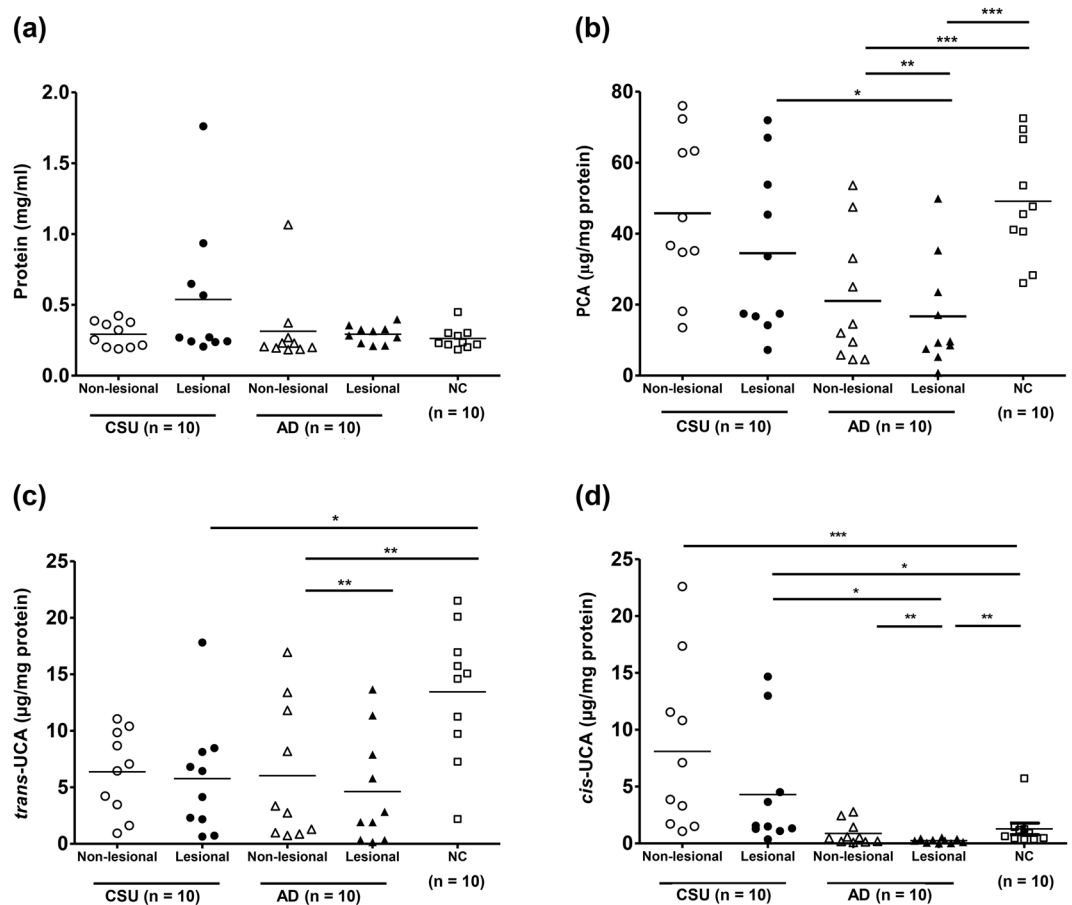 (a)
Protein (mg/ml)
2.0
1.5
1.0
0.5
0.0
Non-lesional Lesional Non-lesional Lesional NC
CSU (n = 10) AD (n = 10) (n = 10)
(b)
***
***
**
*
PCA (µg/mg protein)
80
60
40
20
0
Non-lesional Lesional Non-lesional Lesional NC
CSU (n = 10) AD (n = 10) (n = 10)
(c)
*
**
**
trans-UCA (µg/mg protein)
25
20
15
10
5
0
Non-lesional Lesional Non-lesional Lesional NC
CSU (n = 10) AD (n = 10) (n = 10)
(d)
***
*
*
** **
cis-UCA (µg/mg protein)
25
20
15
10
5
0
Non-lesional Lesional Non-lesional Lesional NC
CSU (n = 10) AD (n = 10) (n = 10)